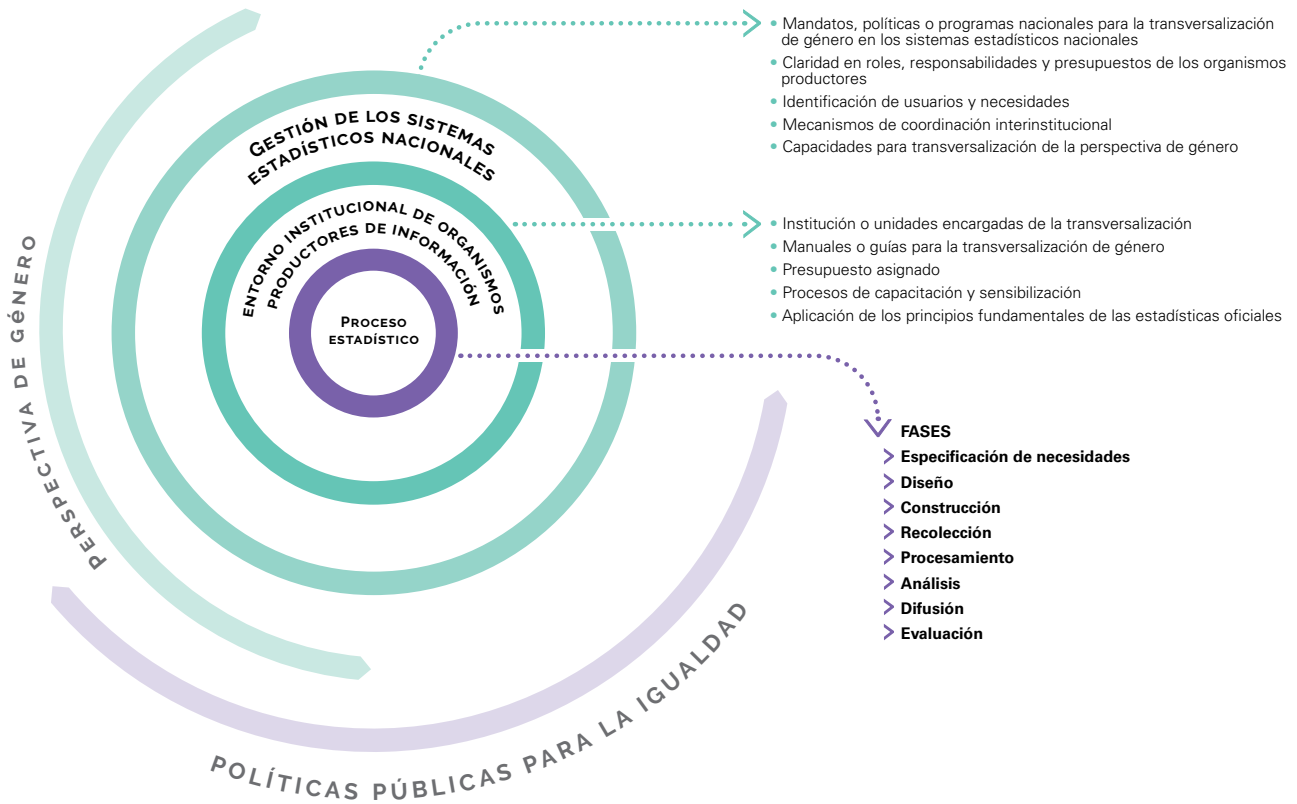 Mandatos, políticas o programas nacionales para la transversalización
de género en los sistemas estadísticos nacionales
Claridad en roles, responsabilidades y presupuestos de los organismos
productores
Identificación de usuarios y necesidades
Mecanismos de coordinación interinstitucional
Capacidades para transversalización de la perspectiva de género
GESTIÓN DE LOS SISTEMAS
ESTADÍSTICOS NACIONALES
ENTORNO INSTITUCIONAL DE ORGANISMOS
PRODUCTORES DE INFORMACIÓN
PROCESO
ESTADÍSTICO
Institución o unidades encargadas de la transversalización
Manuales o guías para la transversalización de género
Presupuesto asignado
Procesos de capacitación y sensibilización
Aplicación de los principios fundamentales de las estadísticas oficiales
PERSPECTIVA DE GéNERO
FASES
Especificación de necesidades
Diseño
Construcción
Recolección
Procesamiento
Análisis
Difusión
Evaluación
POLÍTICAS PÚBLICAS PARA LA IGUALDAD